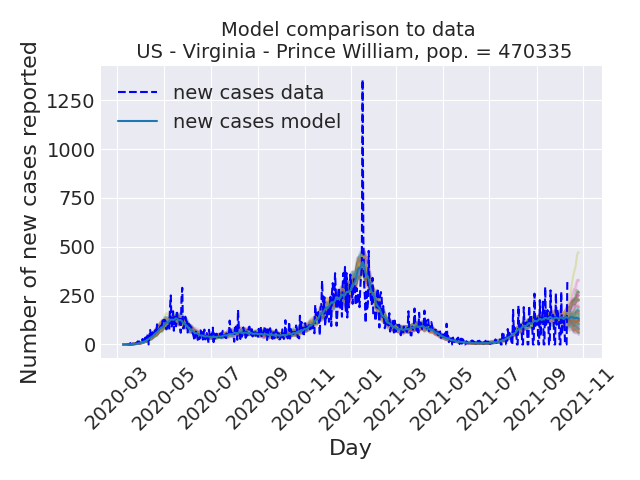 Model comparison to data
US - Virginia - Prince William, pop. = 470335
Number of new cases reported
1250
1000
750
500
250
0
new cases data
new cases model
2020-03
2020-05
2020-07
2020-09
2020-11
2021-01
2021-03
2021-05
2021-07
2021-09
2021-11
Day